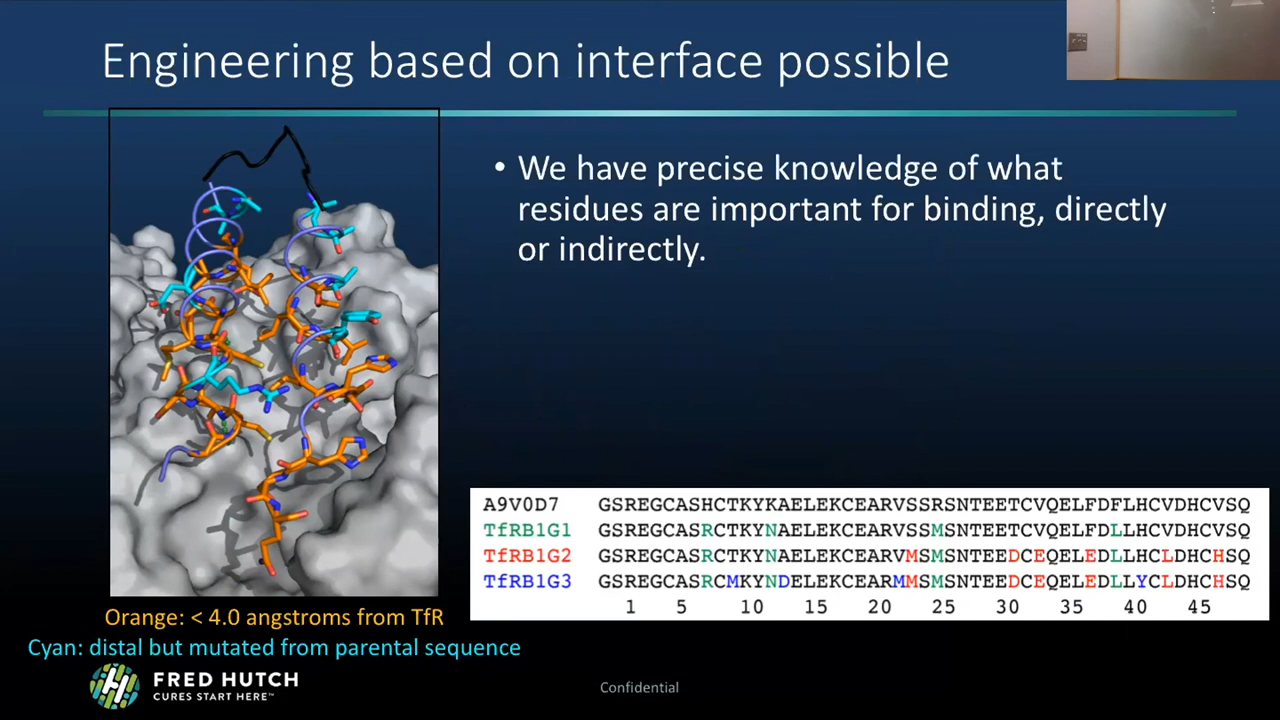 Engineering based on interface possible
• We have precise knowledge of what
residues are important for binding, directly
or indirectly.
A9V0D7 GSREGCASHCTKYKAELEKCEARVSSRSNTEETCVQELFDFLHCVDHCVSQ
TfRB1G1 GSREGCASRCTKYNAELEKCEARVSSMSNTEETCVQELFDLLHCVDHCVSQ
TfRB1G2 GSREGCASRCTKYNAELEKCEARVMSMSNTEEDCEQELEDLLHCLDHCHSQ
TfRB1G3 GSREGCASRCMKYNDELEKCEARMMSMSNTEEDCEQELEDLLYCLDHCHSQ
1 5 10 15 20 25 30 35 40 45
Orange: < 4.0 angstroms from TfR
Cyan: distal but mutated from parental sequence
FRED HUTCH
CURES START HERE™
Confidential